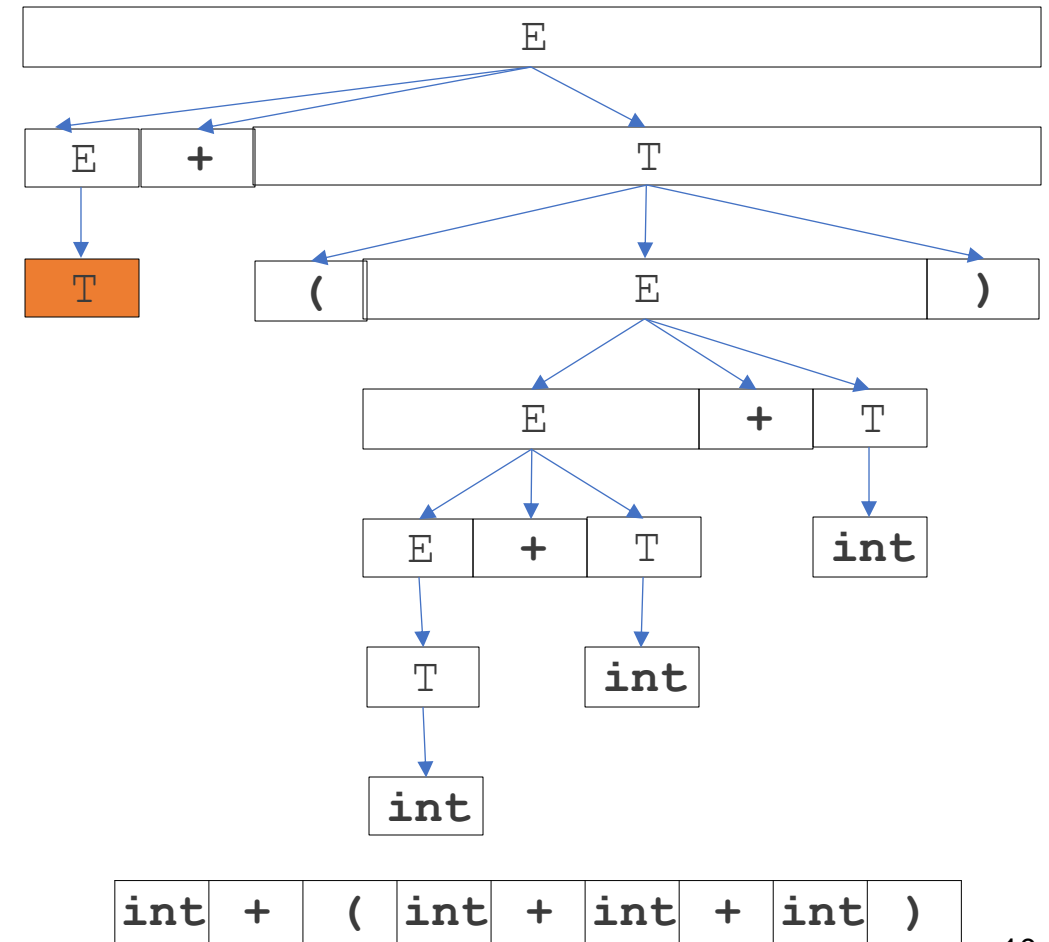 E
E + T
T ( E )
E + T
E + T int
T int
int
int + ( int + int + int )